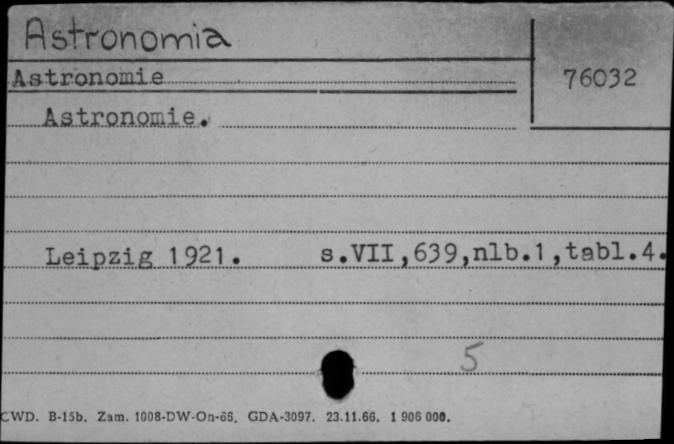 Astronomia
Astronomie
76032
Astronomie.
Leipzig 1921. s.VII,639,nlb.1,tabl.4.
5
CWD. B-15b. Zam. 1008-DW-On-66. GDA-3097. 23.11.66. 1 906 000.